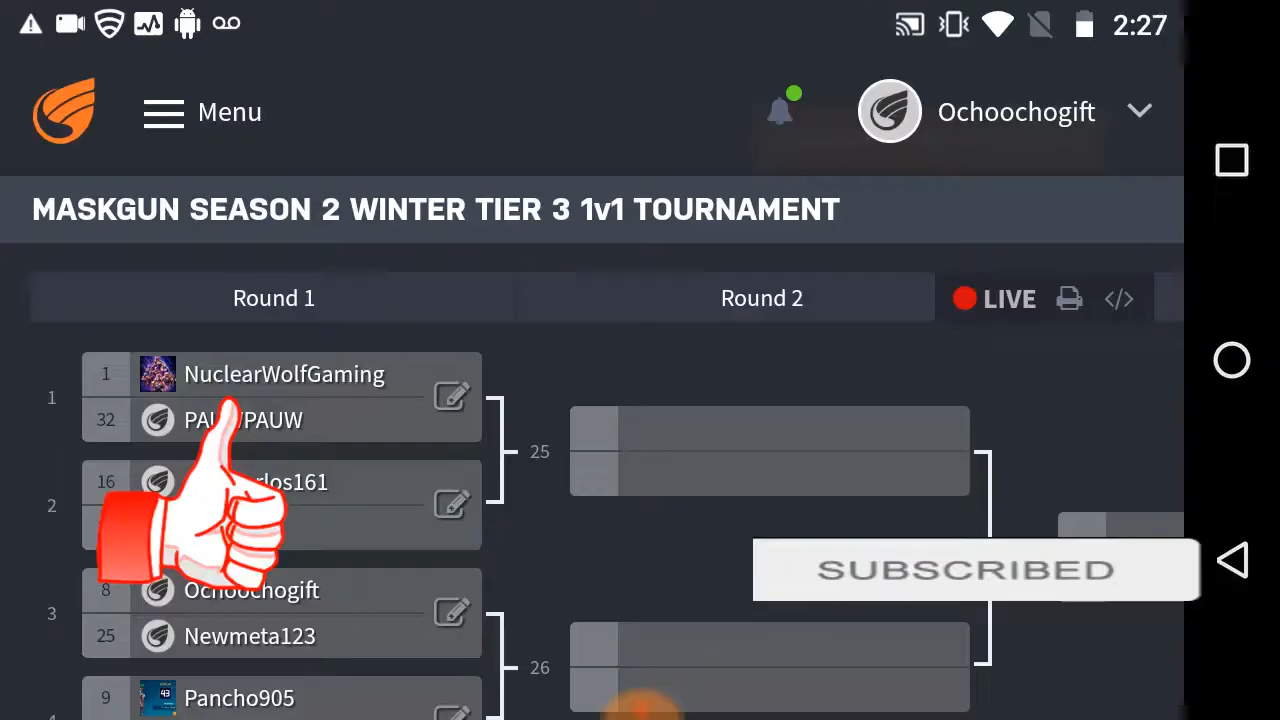 2:27
Menu
Ochoochogift
MASKGUN SEASON 2 WINTER TIER 3 1v1 TOURNAMENT
Round 1
Round 2
LIVE
</>
1
1
NuclearWolfGaming
32
25
2
16
8
Ochoochogift
3
25
Newmeta123
26
9
43
Pancho905
SUBSCRIBED